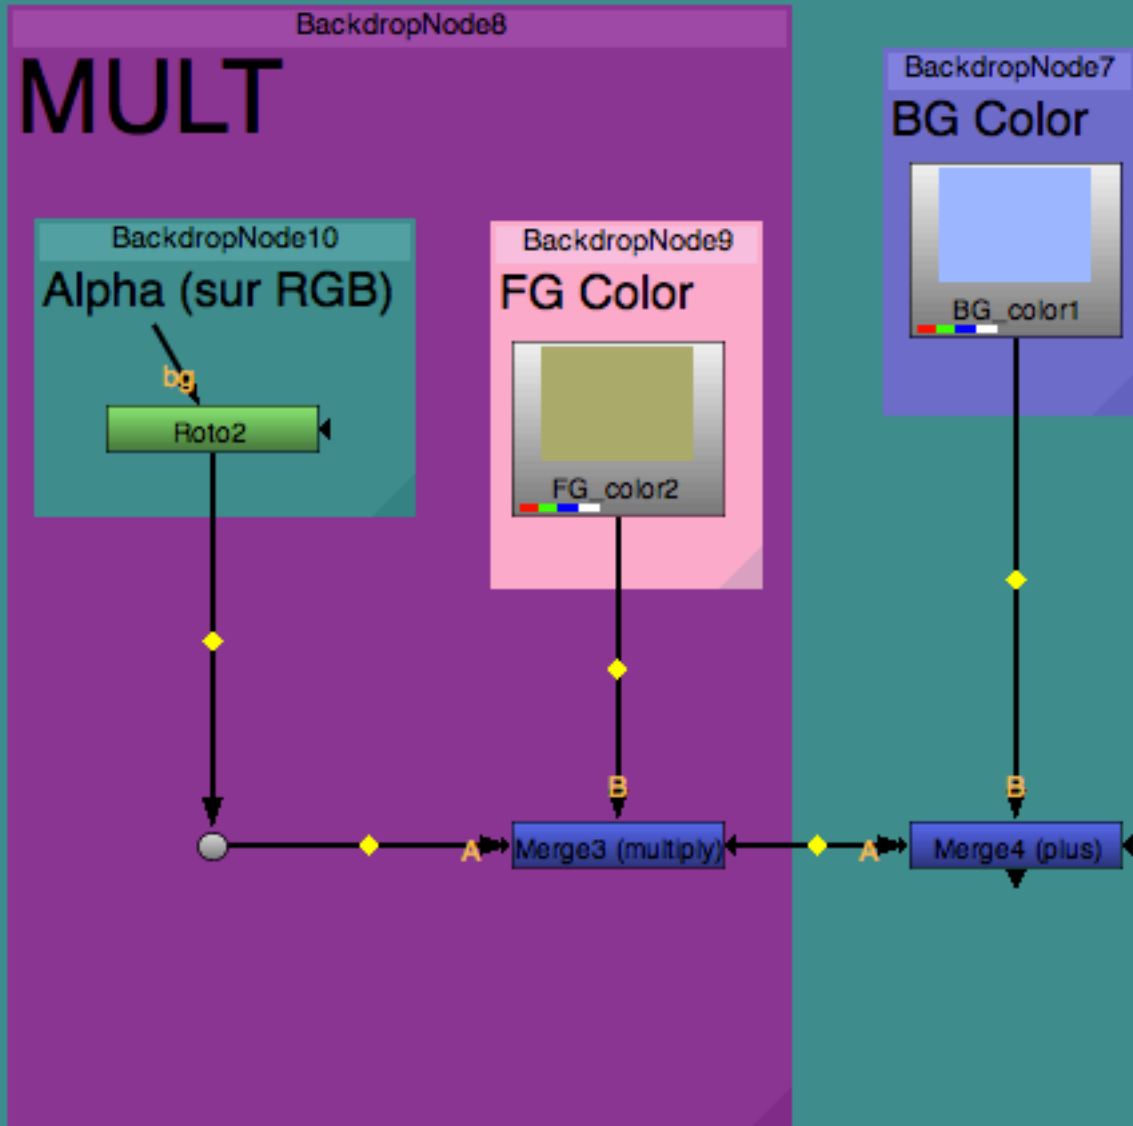 BackdropNode8
MULT
BackdropNode7
BG Color
BG_color1
BackdropNode10
Alpha (sur RGB)
bg
Roto2
BackdropNode9
FG Color
FG_color2
B
B
A
Merge3 (multiply)
A
Merge4 (plus)